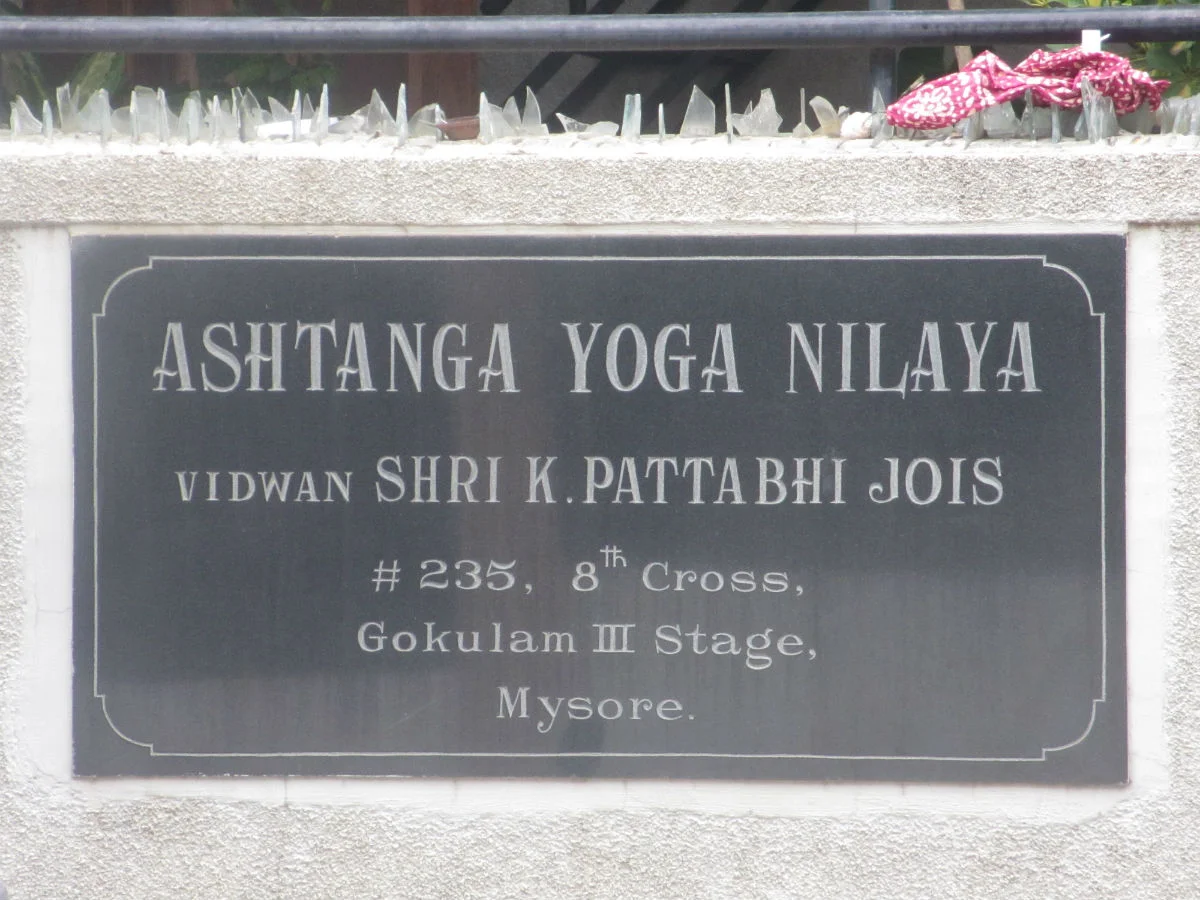 ASHTANGA YOGA NILAYA
VIDWAN SHRI K. PATTABHI JOIS
# 235, 8th Cross,
Gokulam III Stage,
Mysore.